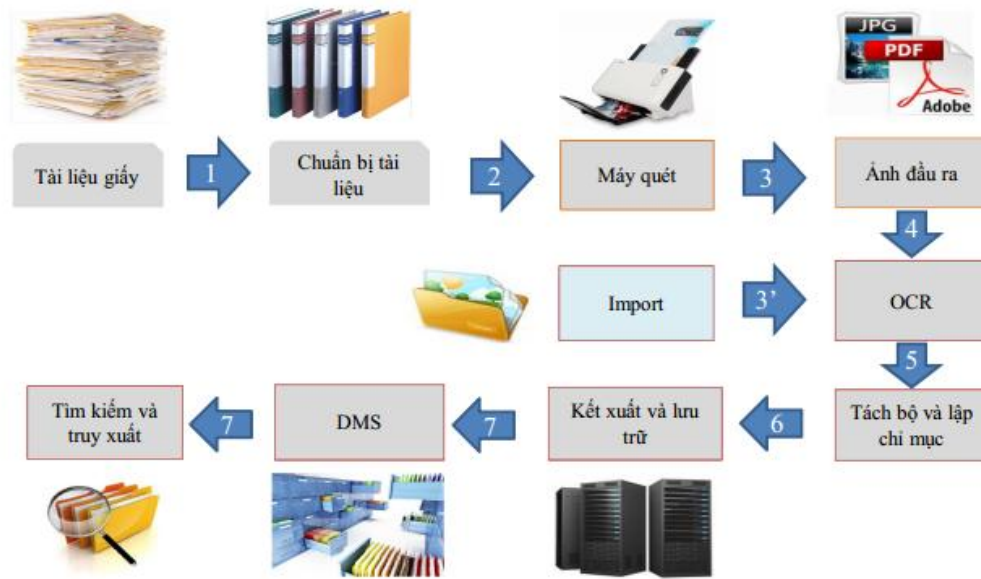 JPG
PDF
Adobe
Tài liệu giấy
1
Chuẩn bị tài
liệu
2
Máy quét
3
Ảnh đầu ra
4
Import
3’
OCR
5
Tìm kiếm và
truy xuất
7
DMS
7
Kết xuất và lưu
trữ
6
Tách bộ và lập
chỉ mục